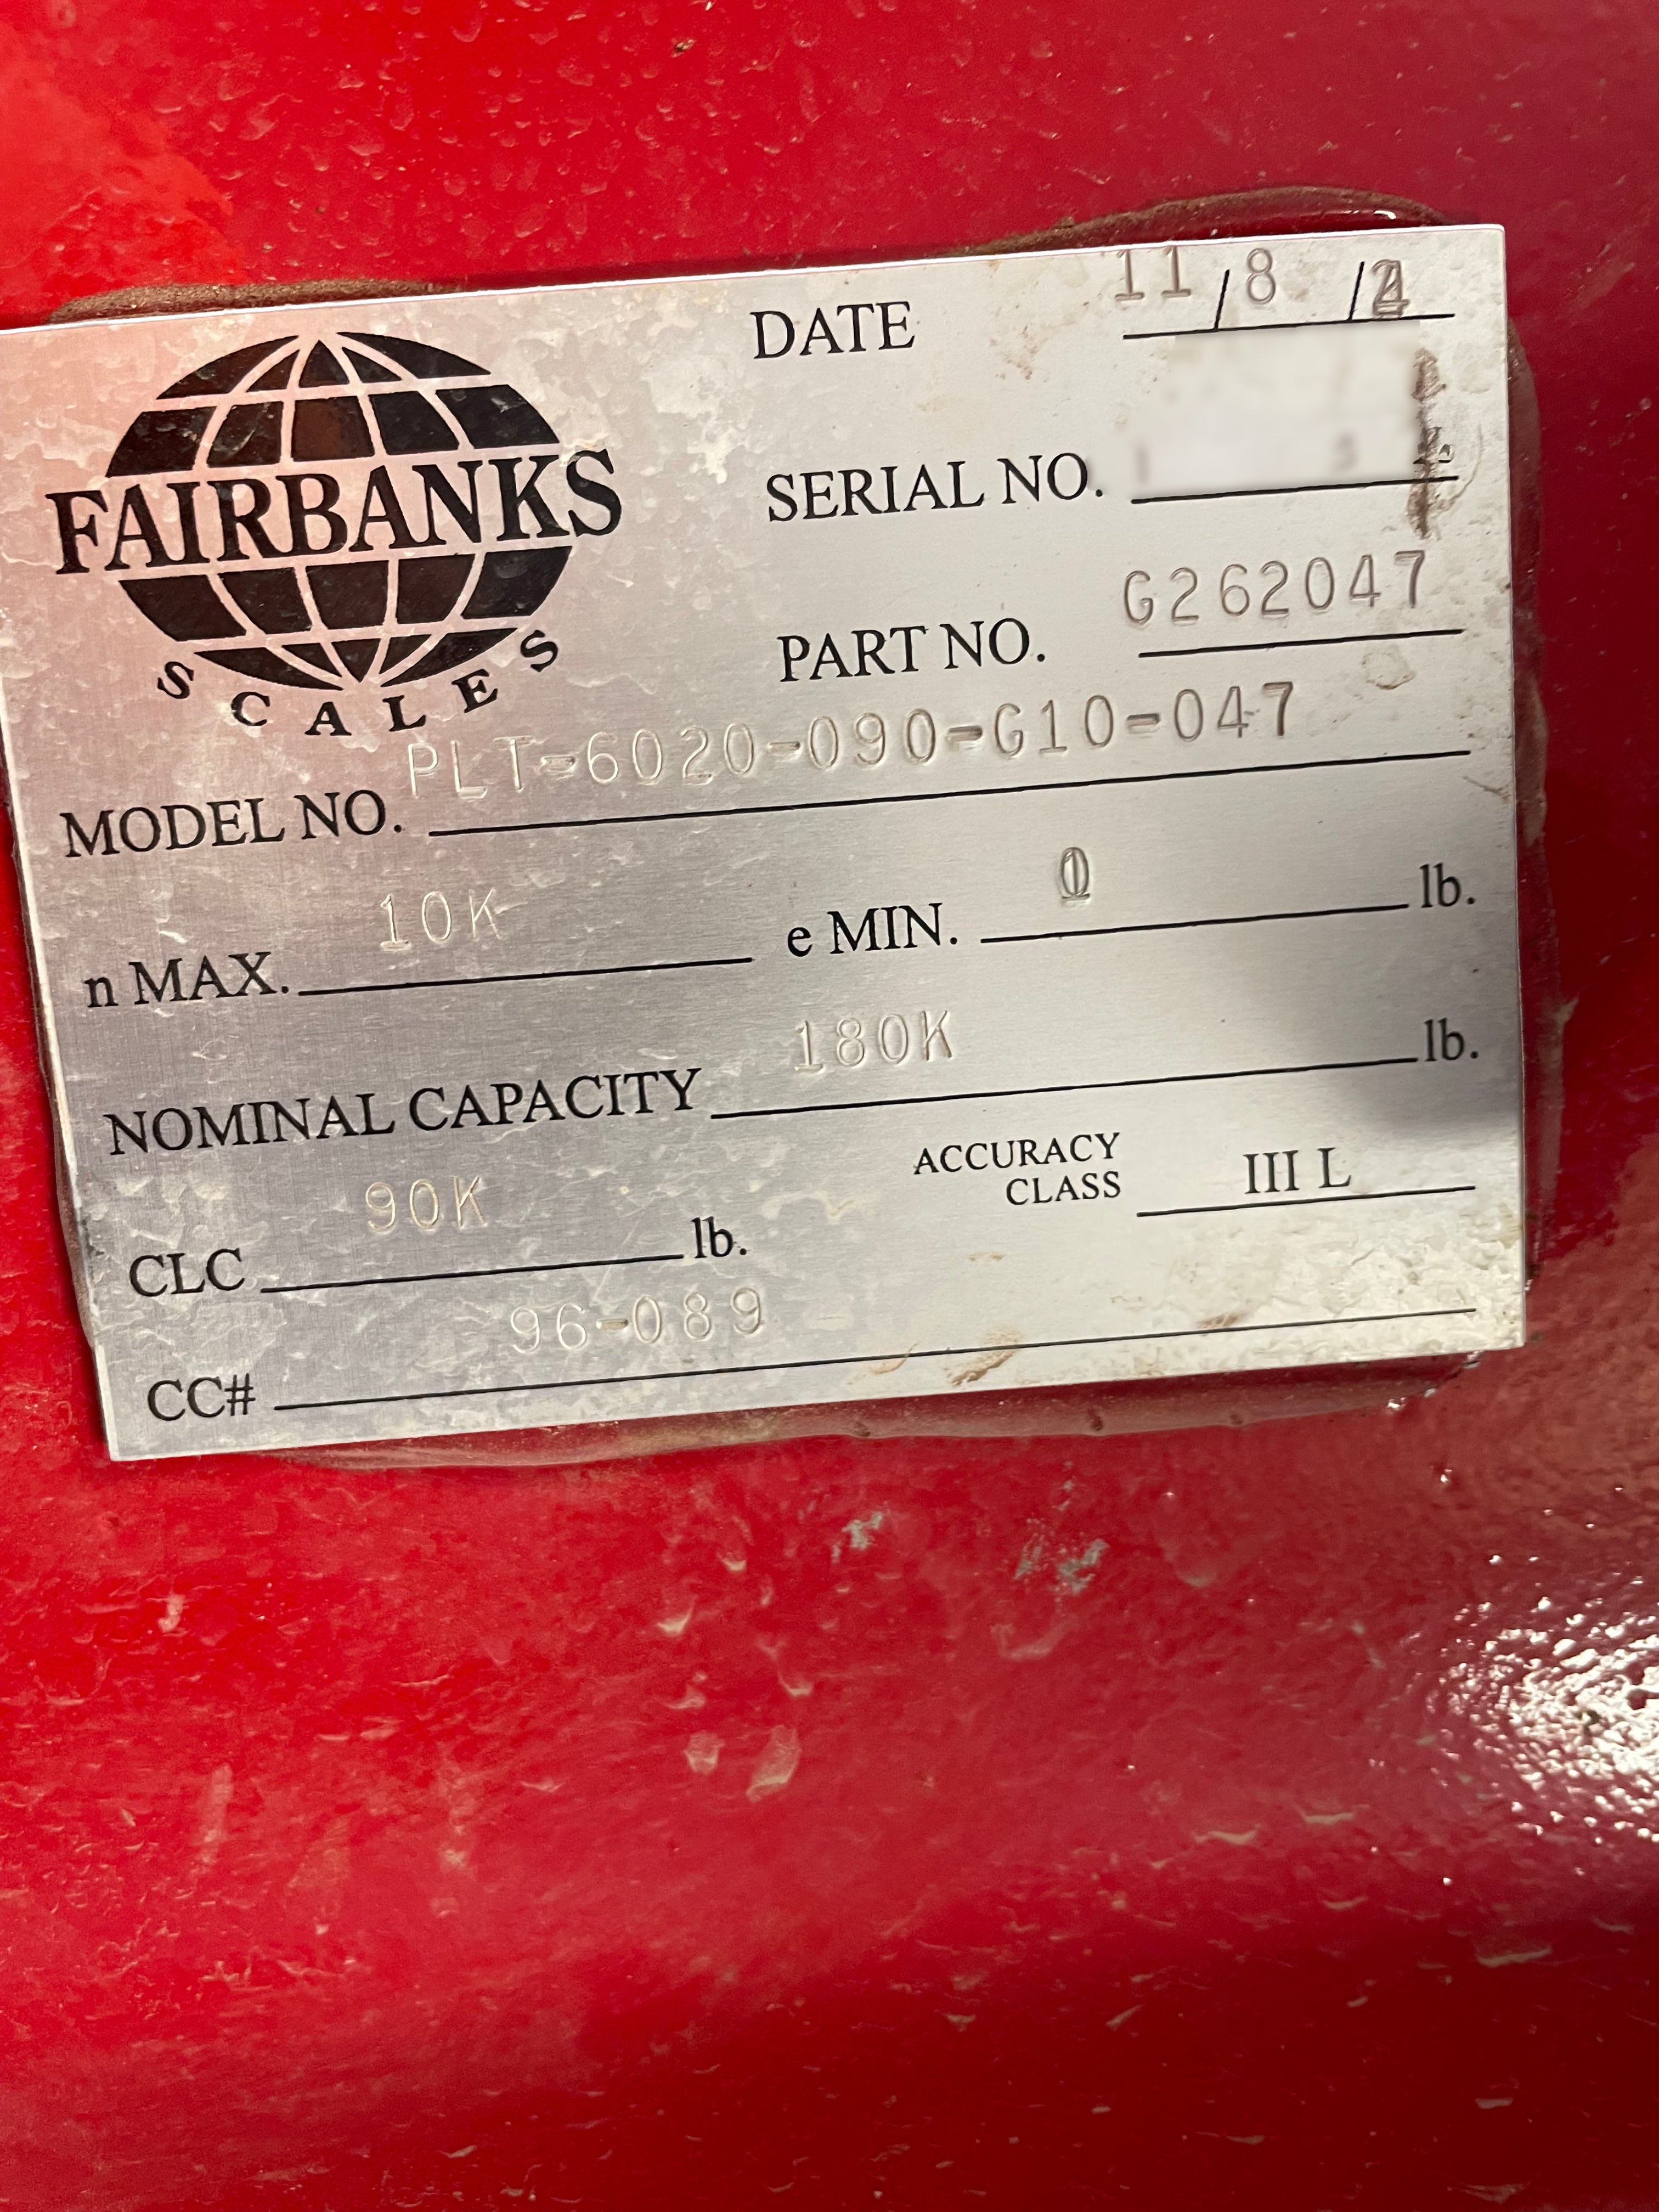 FAIRBANKS
SCALES
DATE 11/8/
SERIAL NO.
PART NO. G262047
MODEL NO. PLT-6020-090-G10-047
n MAX. 10K e MIN. lb.
NOMINAL CAPACITY 180K lb.
CLC 90K lb. ACCURACY CLASS III L
CC# 96-089